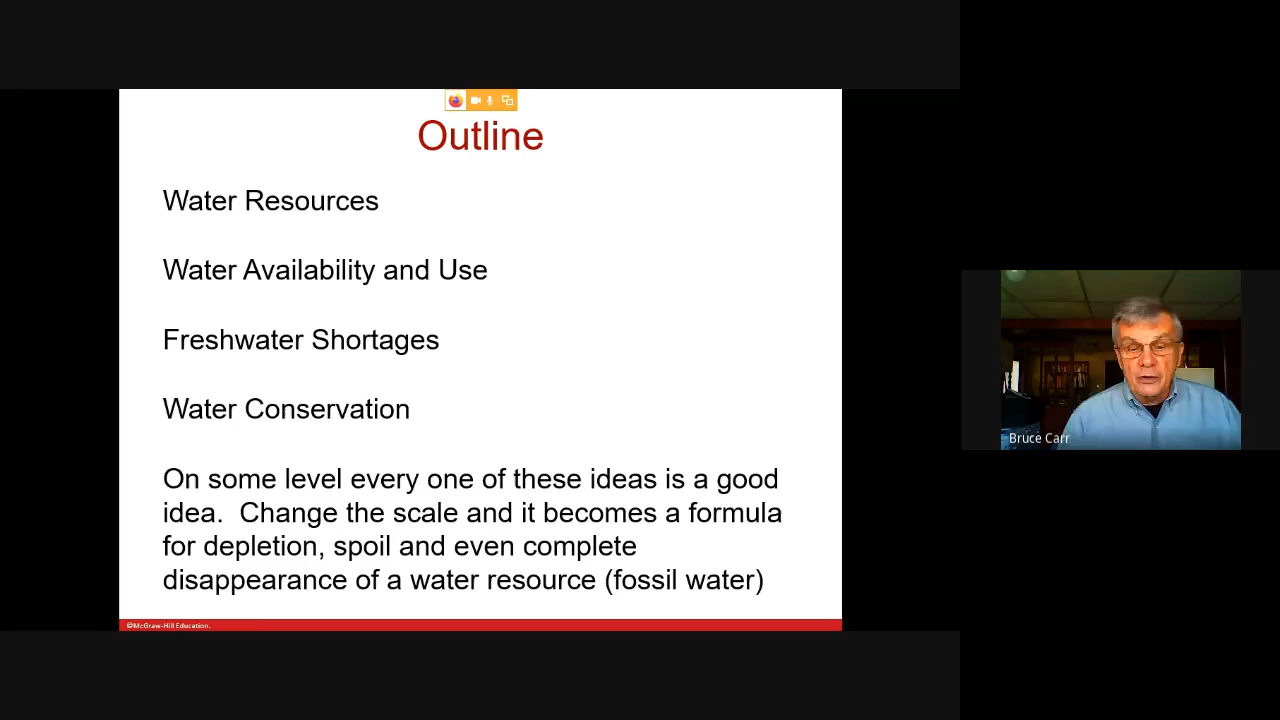 Outline
Water Resources
Water Availability and Use
Freshwater Shortages
Water Conservation
On some level every one of these ideas is a good
idea.  Change the scale and it becomes a formula
for depletion, spoil and even complete
disappearance of a water resource (fossil water)
©McGraw-Hill Education.
Bruce Carr